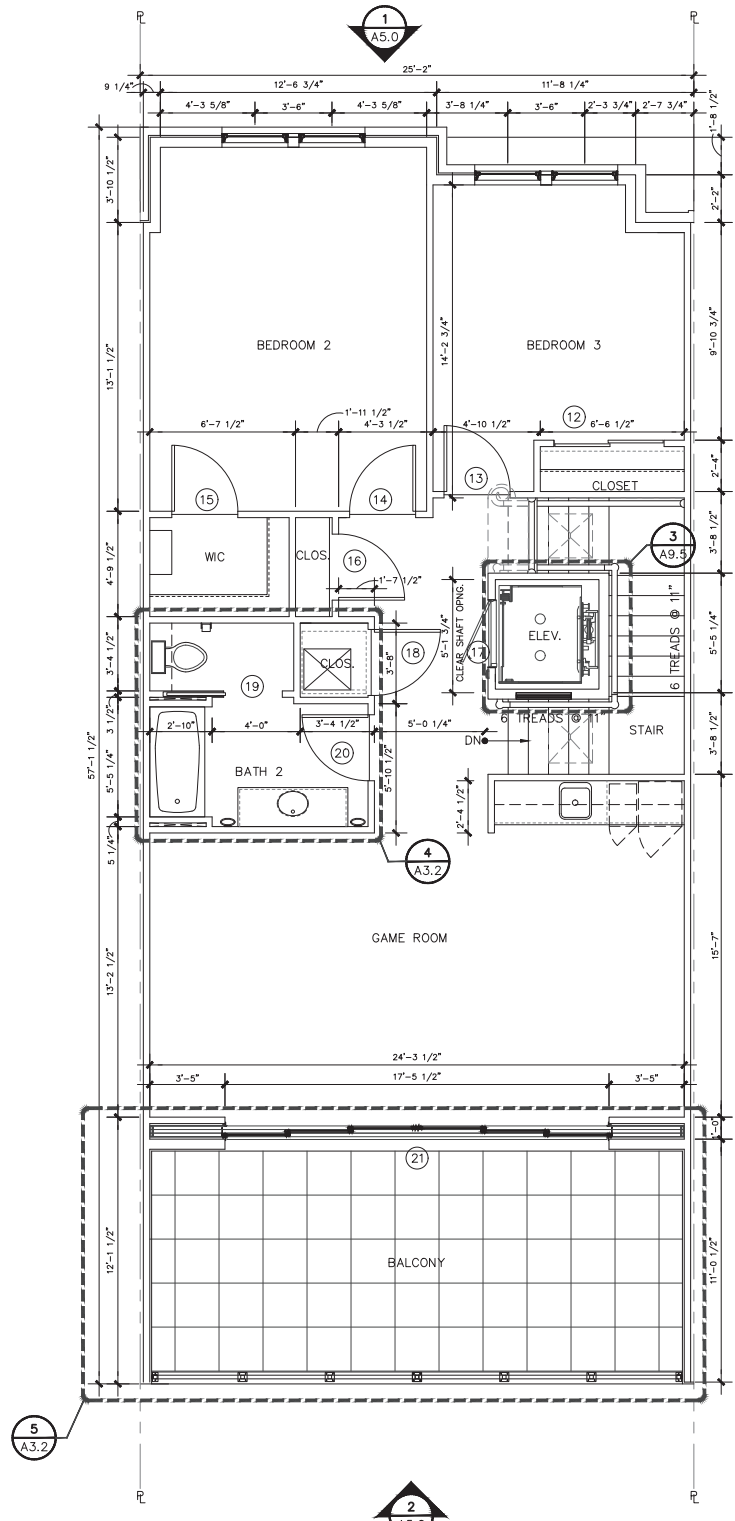 PL
PL
1
A5.0
25'-2"
9 1/4"
12'-6 3/4"
11'-8 1/4"
4'-3 5/8"
3'-6"
4'-3 5/8"
3'-8 1/4"
3'-6"
2'-3 3/4"
2'-7 3/4"
1'-8 1/2"
3'-10 1/2"
2'-2"
BEDROOM 2
BEDROOM 3
13'-1 1/2"
14'-2 3/4"
9'-10 3/4"
1'-11 1/2"
12
6'-7 1/2"
4'-3 1/2"
4'-10 1/2"
6'-6 1/2"
2'-4"
15
14
13
CLOSET
3
A9.5
WIC
CLOS.
16
1'-7 1/2"
4'-9 1/2"
3'-8 1/2"
CLEAR SHAFT OPNG.
5'-1 3/4"
ELEV.
6 TREADS @ 11"
5'-5 1/4"
3'-4 1/2"
CLOS.
3'-8"
18
17
19
3 1/2"
2'-10"
4'-0"
3'-4 1/2"
5'-0 1/4"
6 TREADS @ 11"
STAIR
3'-8 1/2"
DN
20
57'-1 1/2"
5'-5 1/4"
BATH 2
5'-10 1/2"
2'-4 1/2"
5 1/4"
4
A3.2
GAME ROOM
13'-2 1/2"
15'-7"
24'-3 1/2"
3'-5"
17'-5 1/2"
3'-5"
1'-0"
21
12'-1 1/2"
BALCONY
11'-0 1/2"
5
A3.2
PL
PL
2